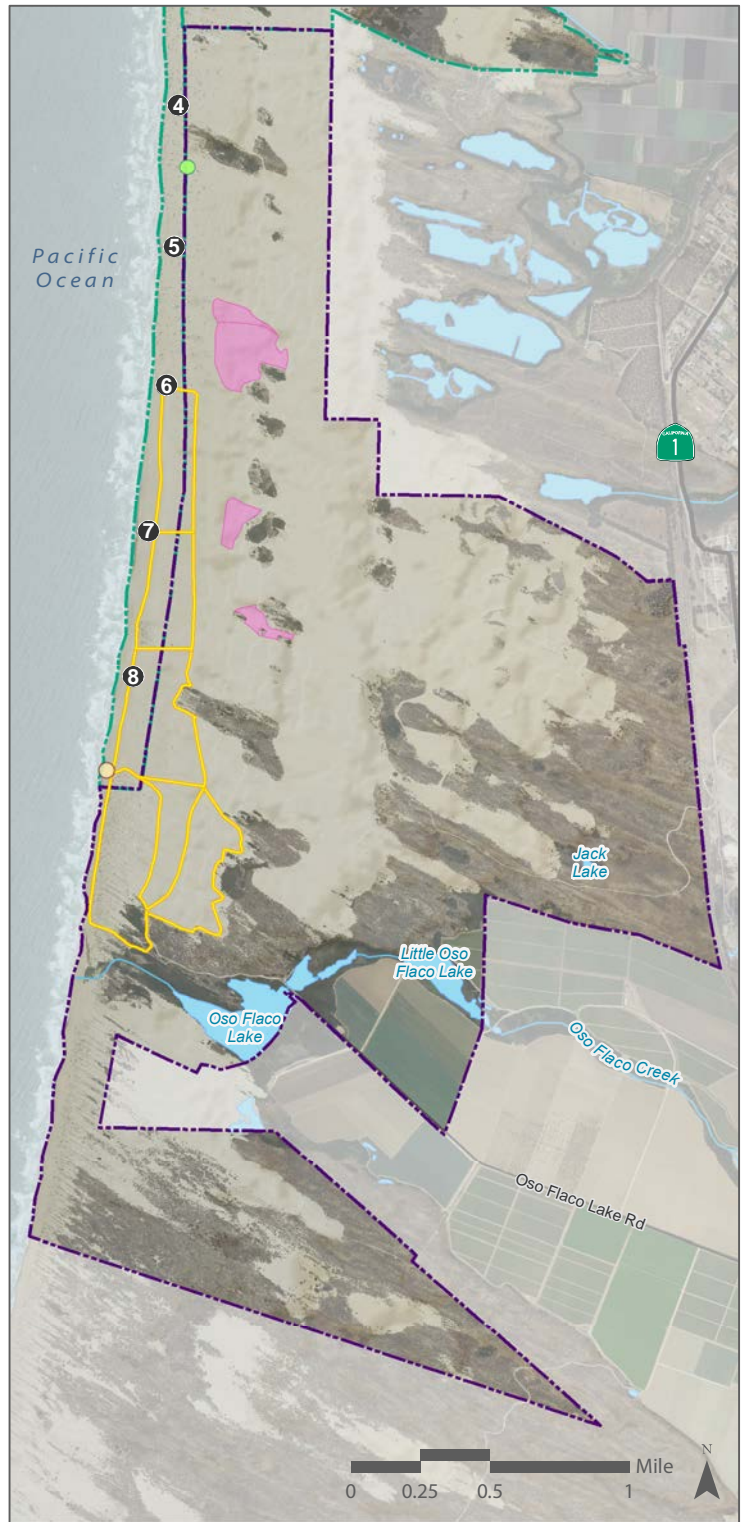 4
5
Pacific
Ocean
6
CALIFORNIA
1
7
8
Jack
Lake
Little Oso
Flaco Lake
Oso Flaco
Lake
Oso Flaco Creek
Oso Flaco Lake Rd
N
Mile
0 0.25 0.5 1